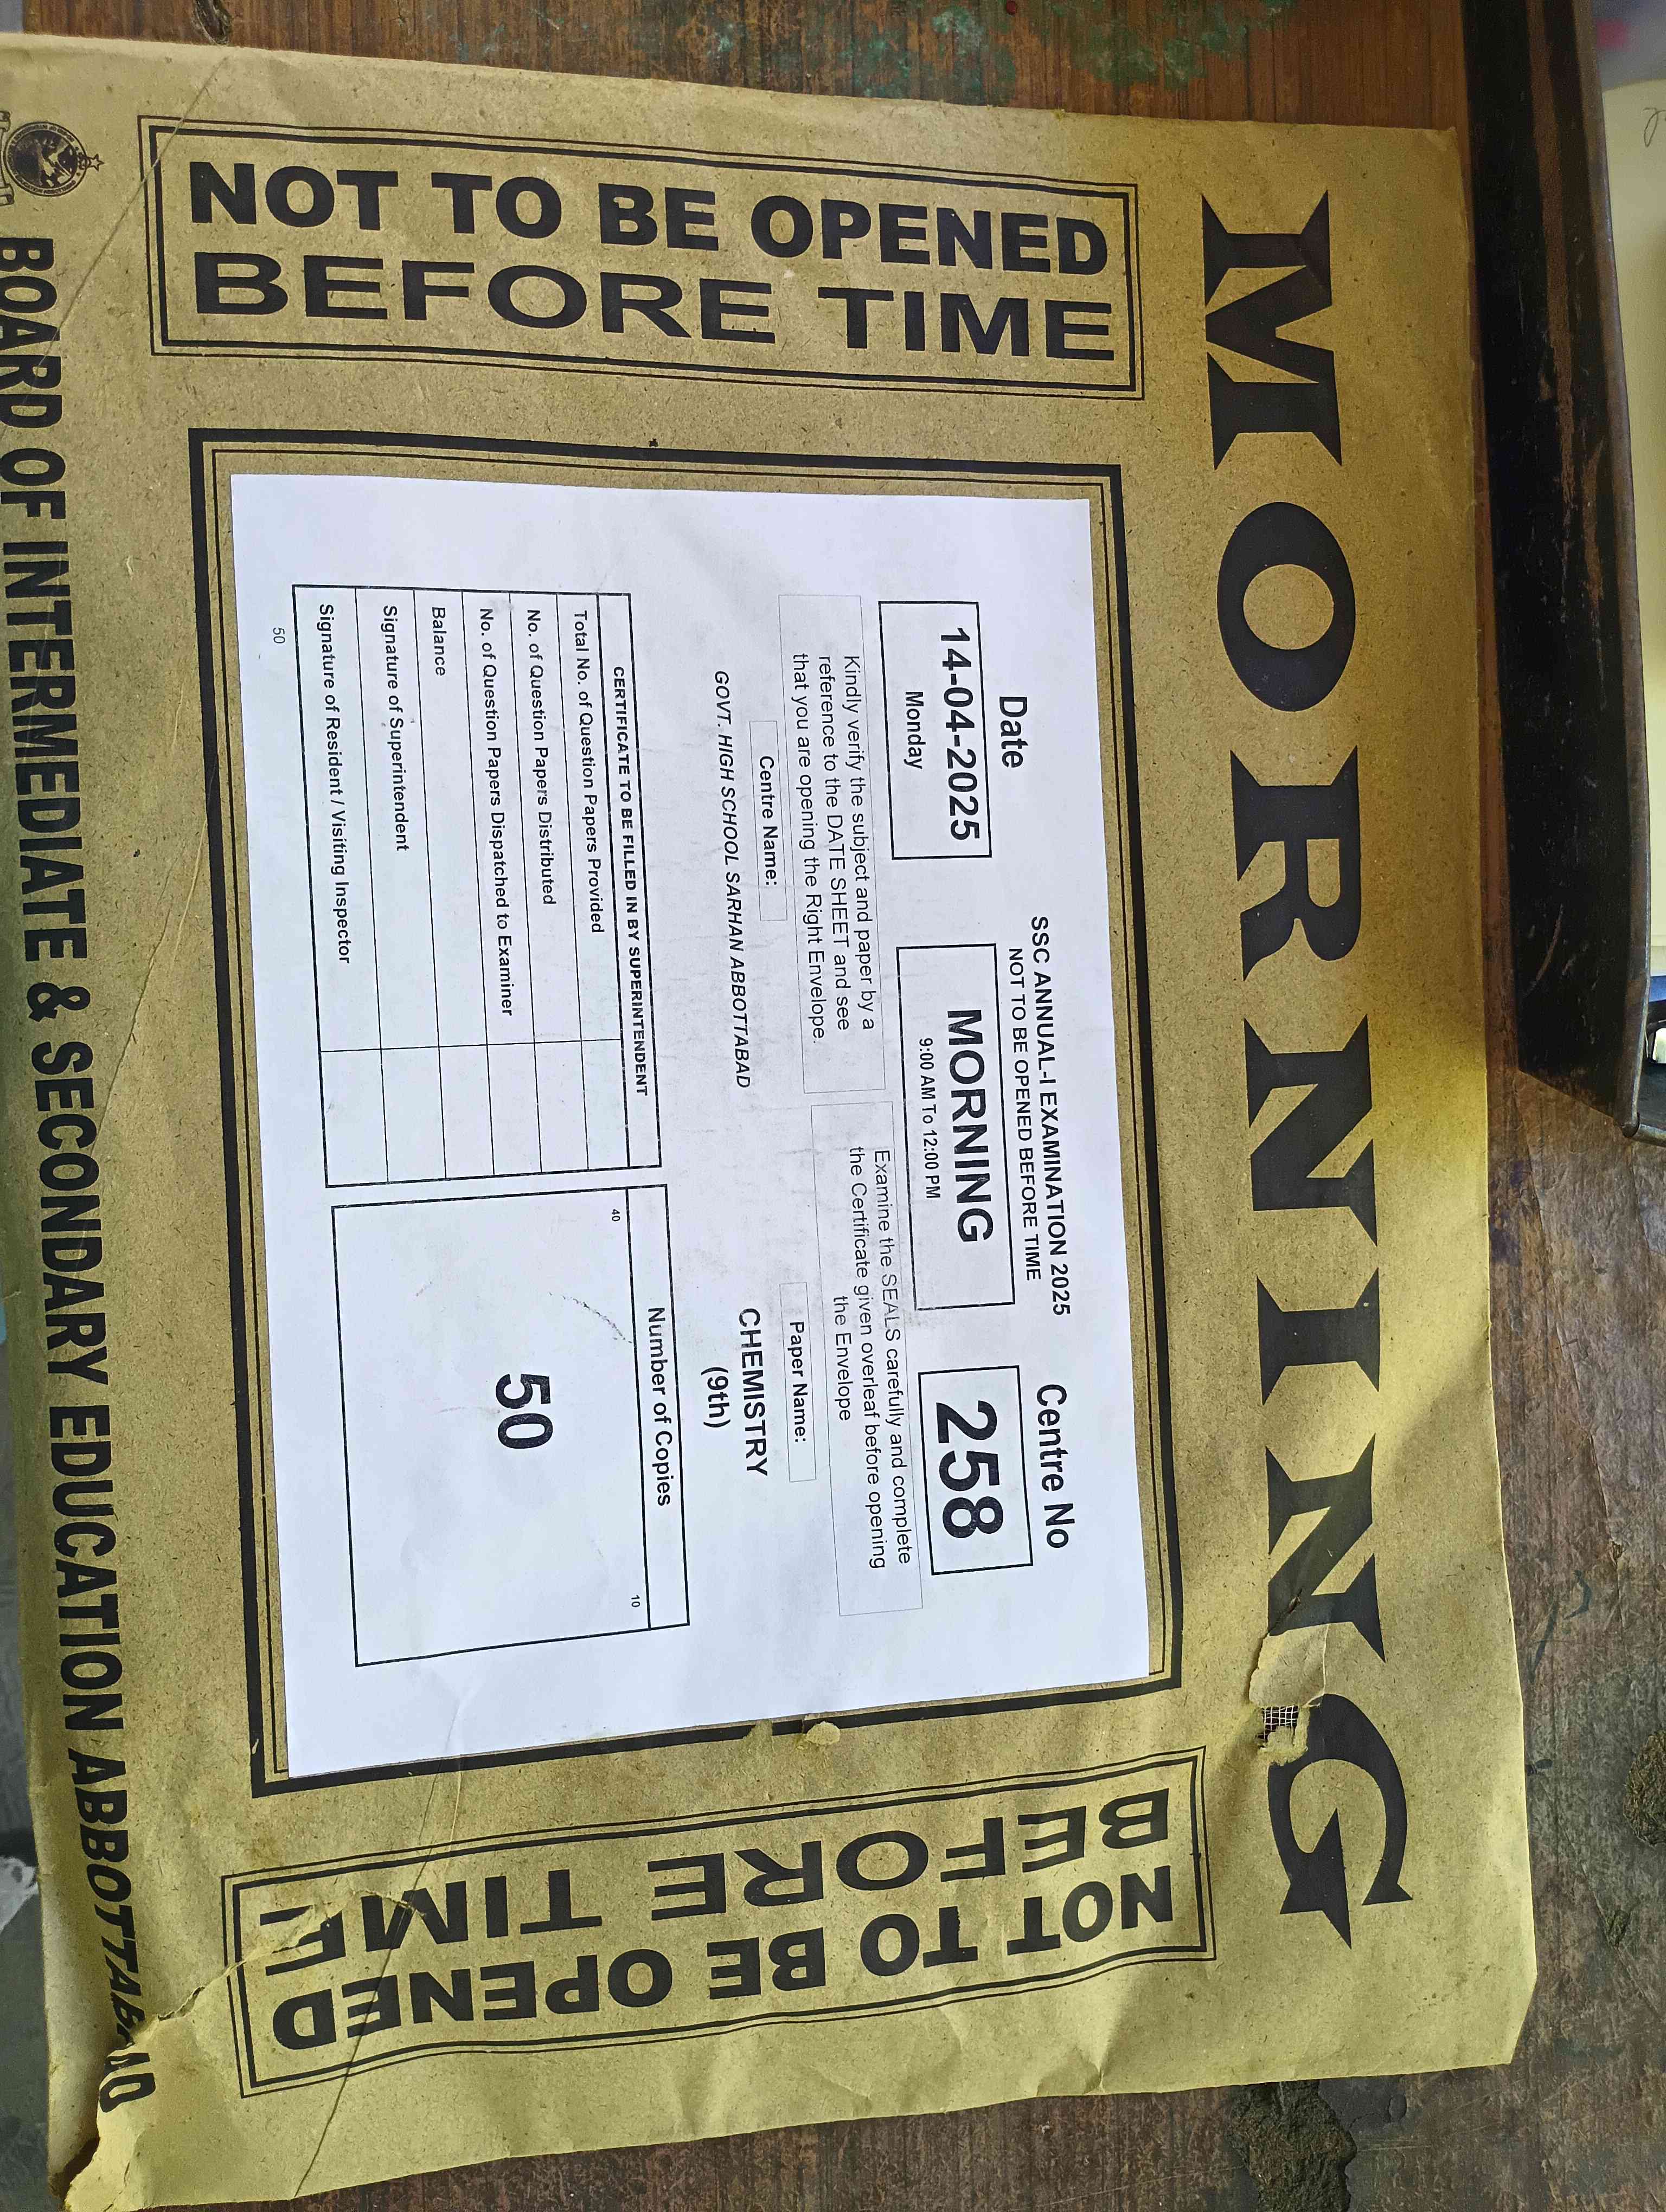 MORNING
NOT TO BE OPENED
BEFORE TIME
SSC ANNUAL-I EXAMINATION 2025
NOT TO BE OPENED BEFORE TIME
Date
14-04-2025
Monday
MORNING
9:00 AM To 12:00 PM
Centre No
258
Kindly verify the subject and paper by a
reference to the DATE SHEET and see
that you are opening the Right Envelope.
Examine the SEALS carefully and complete
the Certificate given overleaf before opening
the Envelope
Centre Name:
GOVT. HIGH SCHOOL SARHAN ABBOTTABAD
Paper Name:
CHEMISTRY
(9th)
CERTIFICATE TO BE FILLED IN BY SUPERINTENDENT
Total No. of Question Papers Provided
No. of Question Papers Distributed
No. of Question Papers Dispatched to Examiner
Balance
Signature of Superintendent
Signature of Resident / Visiting Inspector
50
Number of Copies
40
10
50
NOT TO BE OPENED
BEFORE TIME
BOARD OF INTERMEDIATE & SECONDARY EDUCATION ABBOTTABAD